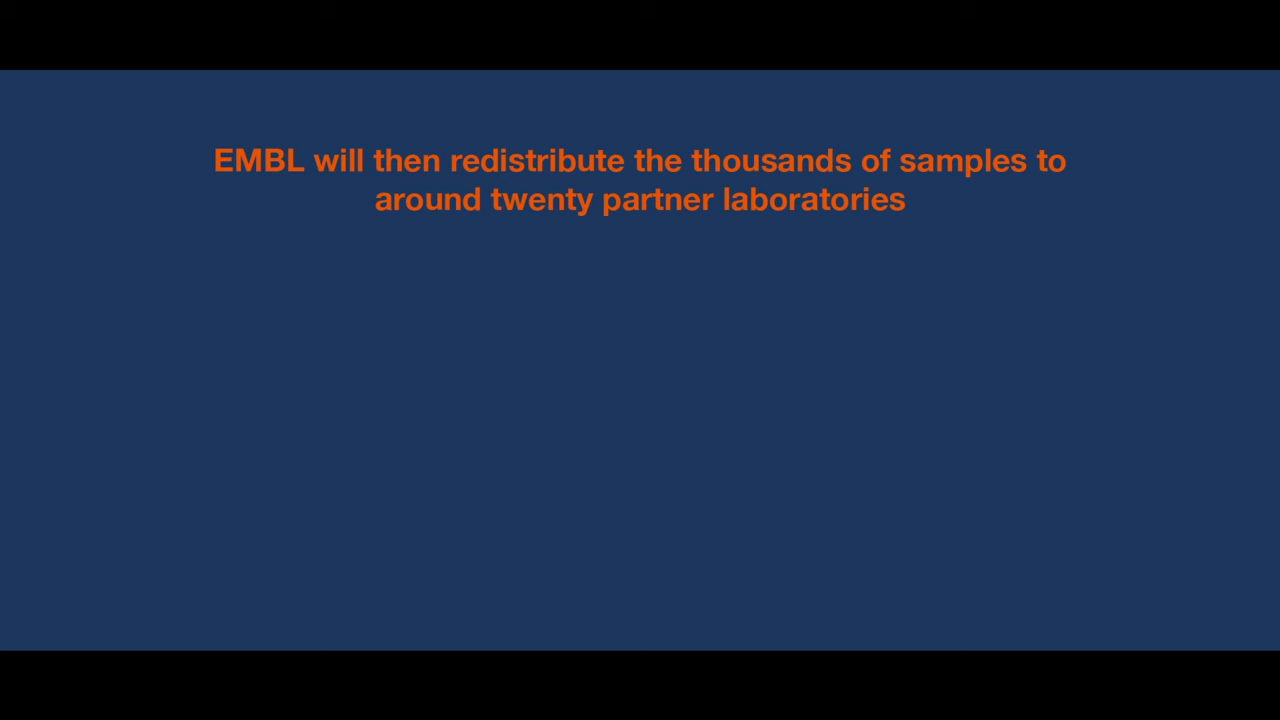 EMBL will then redistribute the thousands of samples to
around twenty partner laboratories